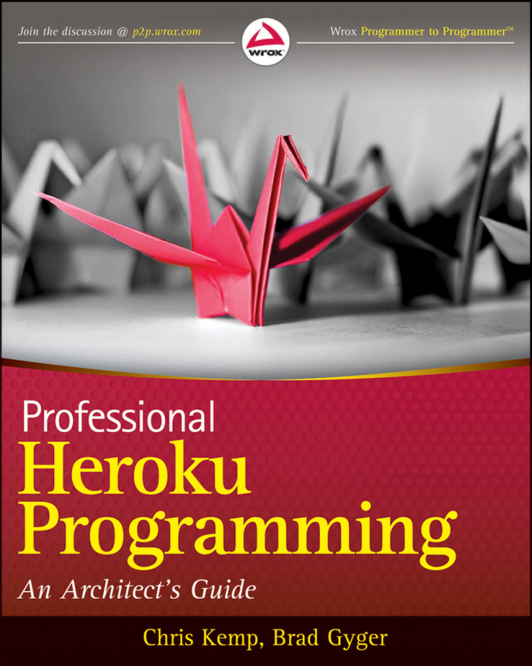 Join the discussion @ p2p.wrox.com
Wrox Programmer to Programmer™
wrox™
Professional
Heroku
Programming
An Architect's Guide
Chris Kemp, Brad Gyger